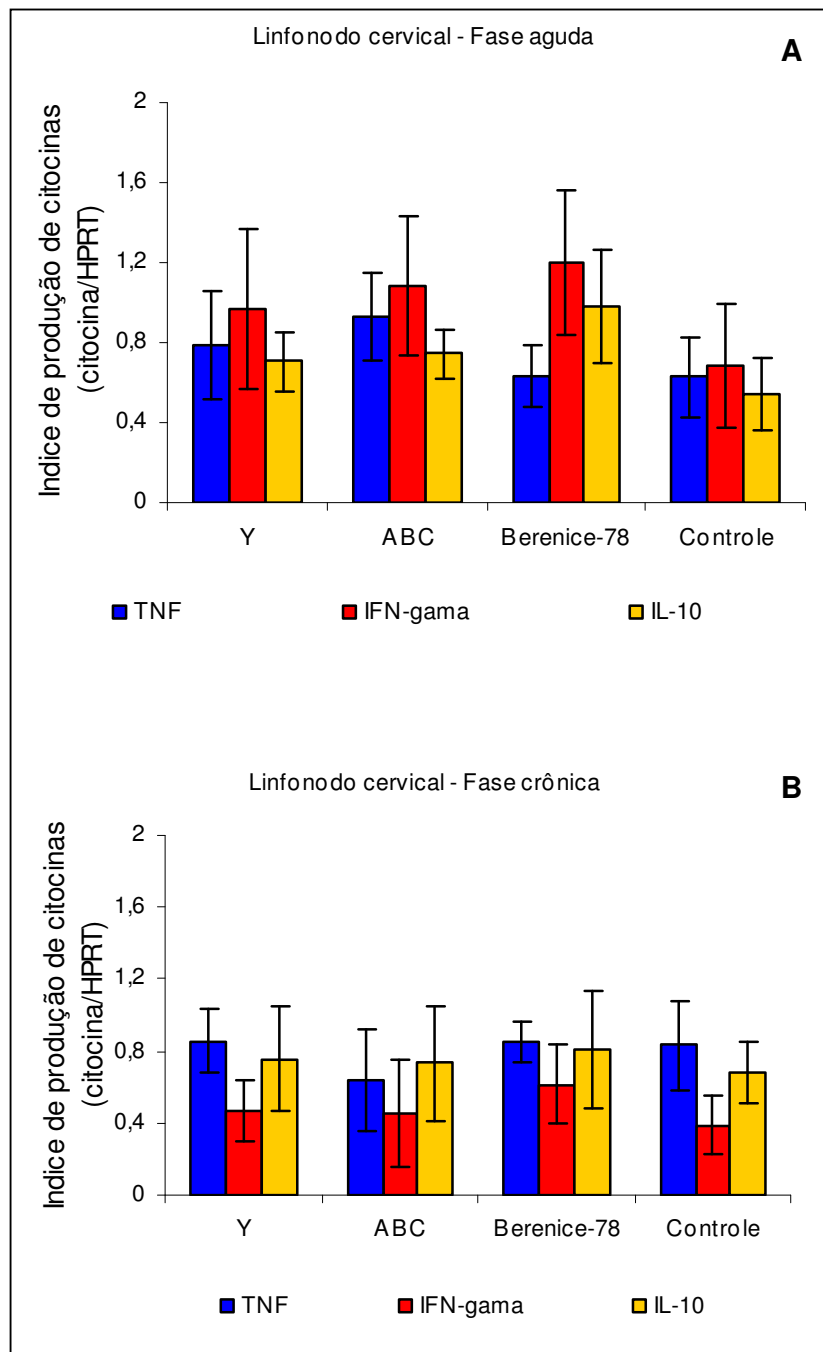 Linfonodo cervical - Fase aguda
A
Indice de produção de citocinas
(citocina/HPRT)
2
1,6
1,2
0,8
0,4
0
Y ABC Berenice-78 Controle
TNF IFN-gama IL-10
Linfonodo cervical - Fase crônica
B
Indice de produção de citocinas
(citocina/HPRT)
2
1,6
1,2
0,8
0,4
0
Y ABC Berenice-78 Controle
TNF IFN-gama IL-10